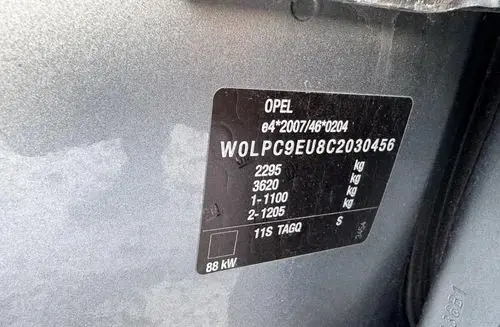 OPEL
e4*2007/46*0204
W0LPC9EU8C2030456
2295 kg
3620 kg
1-1100 kg
2-1205 kg
11S TAGQ S
88 kW
3454